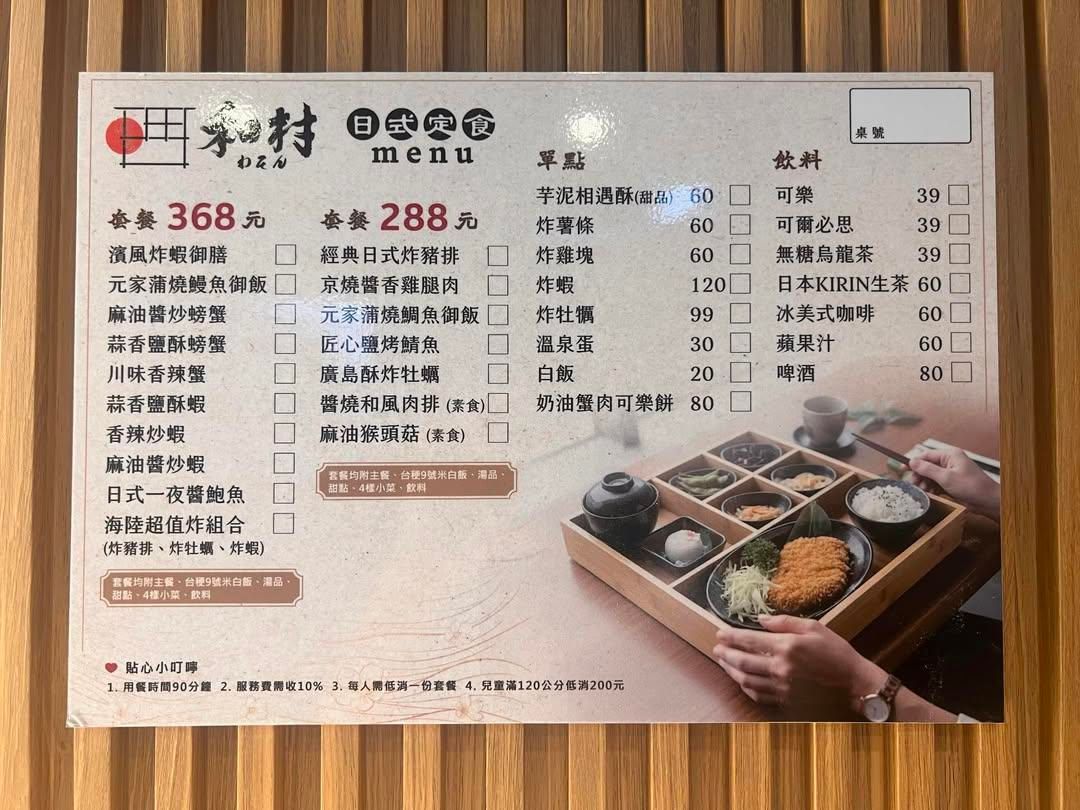 和村
わそん
日式定食
menu
桌號
套餐 368 元
濱風炸蝦御膳
元家蒲燒鰻魚御飯
麻油醬炒螃蟹
蒜香鹽酥螃蟹
川味香辣蟹
蒜香鹽酥蝦
香辣炒蝦
麻油醬炒蝦
日式一夜醬鮑魚
海陸超值炸組合
(炸豬排、炸牡蠣、炸蝦)
套餐均附主餐、台稉9號米白飯、湯品、
甜點、4樣小菜、飲料
套餐 288 元
經典日式炸豬排
京燒醬香雞腿肉
元家蒲燒鯛魚御飯
匠心鹽烤鯖魚
廣島酥炸牡蠣
醬燒和風肉排 (素食)
麻油猴頭菇 (素食)
套餐均附主餐、台稉9號米白飯、湯品、
甜點、4樣小菜、飲料
單點
芋泥相遇酥(甜品) 60
炸薯條 60
炸雞塊 60
炸蝦 120
炸牡蠣 99
溫泉蛋 30
白飯 20
奶油蟹肉可樂餅 80
飲料
可樂 39
可爾必思 39
無糖烏龍茶 39
日本KIRIN生茶 60
冰美式咖啡 60
蘋果汁 60
啤酒 80
貼心小叮嚀
1. 用餐時間90分鐘 2. 服務費需收10% 3. 每人需低消一份套餐 4. 兒童滿120公分低消200元